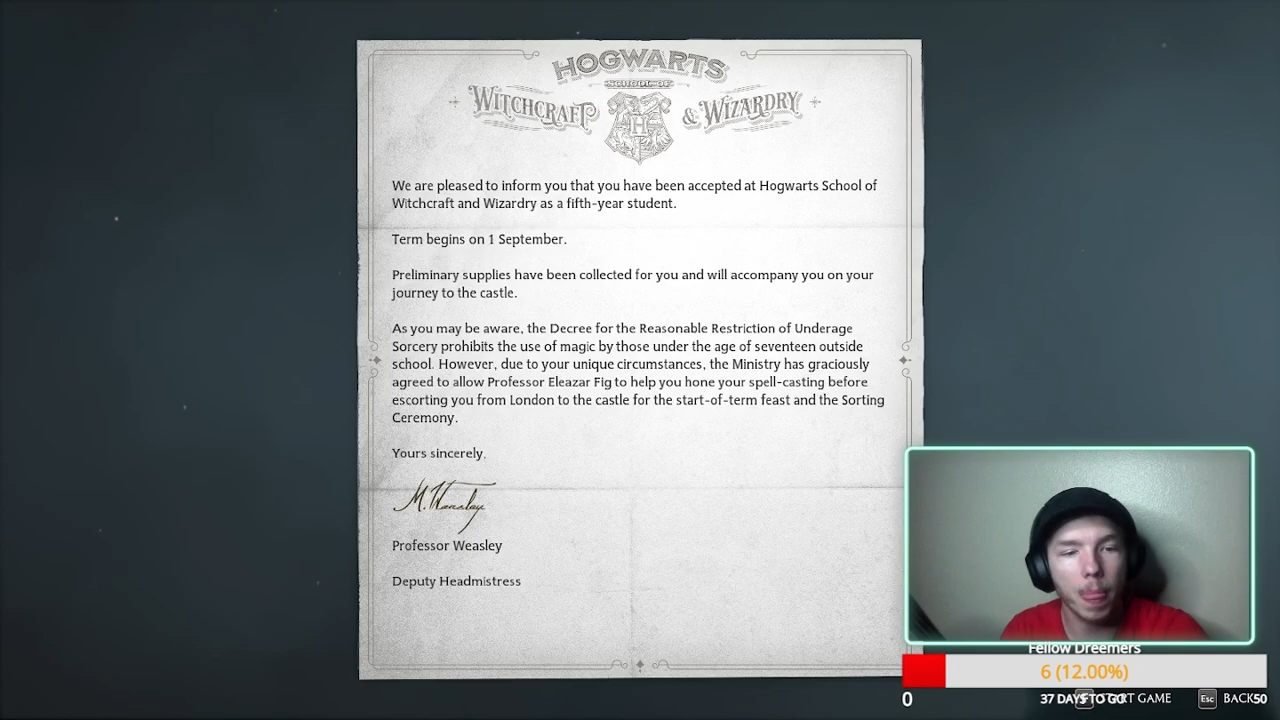 HOGWARTS
SCHOOL OF
WITCHCRAFT & WIZARDRY
H
We are pleased to inform you that you have been accepted at Hogwarts School of
Witchcraft and Wizardry as a fifth-year student.
Term begins on 1 September.
Preliminary supplies have been collected for you and will accompany you on your
journey to the castle.
As you may be aware, the Decree for the Reasonable Restriction of Underage
Sorcery prohibits the use of magic by those under the age of seventeen outside
school. However, due to your unique circumstances, the Ministry has graciously
agreed to allow Professor Eleazar Fig to help you hone your spell-casting before
escorting you from London to the castle for the start-of-term feast and the Sorting
Ceremony.
Yours sincerely,
M. Weasley
Professor Weasley
Deputy Headmistress
Fellow Dreemers
6 (12.00%)
0 37 DAYS TO GO START GAME Esc BACK 50